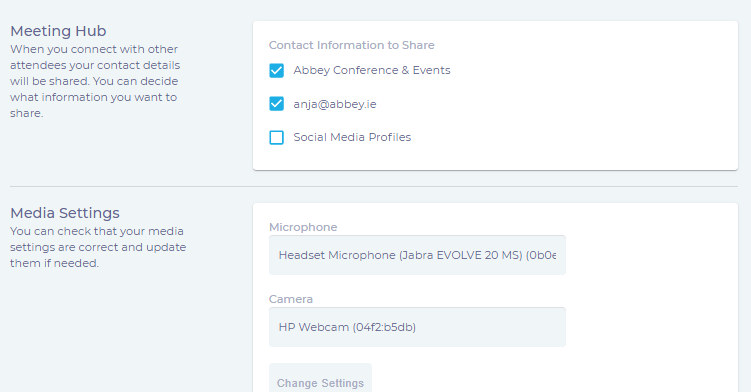 Meeting Hub
When you connect with other
attendees your contact details
will be shared. You can decide
what information you want to
share.
Contact Information to Share
Abbey Conference & Events
anja@abbey.ie
Social Media Profiles
Media Settings
You can check that your media
settings are correct and update
them if needed.
Microphone
Headset Microphone (Jabra EVOLVE 20 MS) (0b0e
Camera
HP Webcam (04f2:b5db)
Change Settings